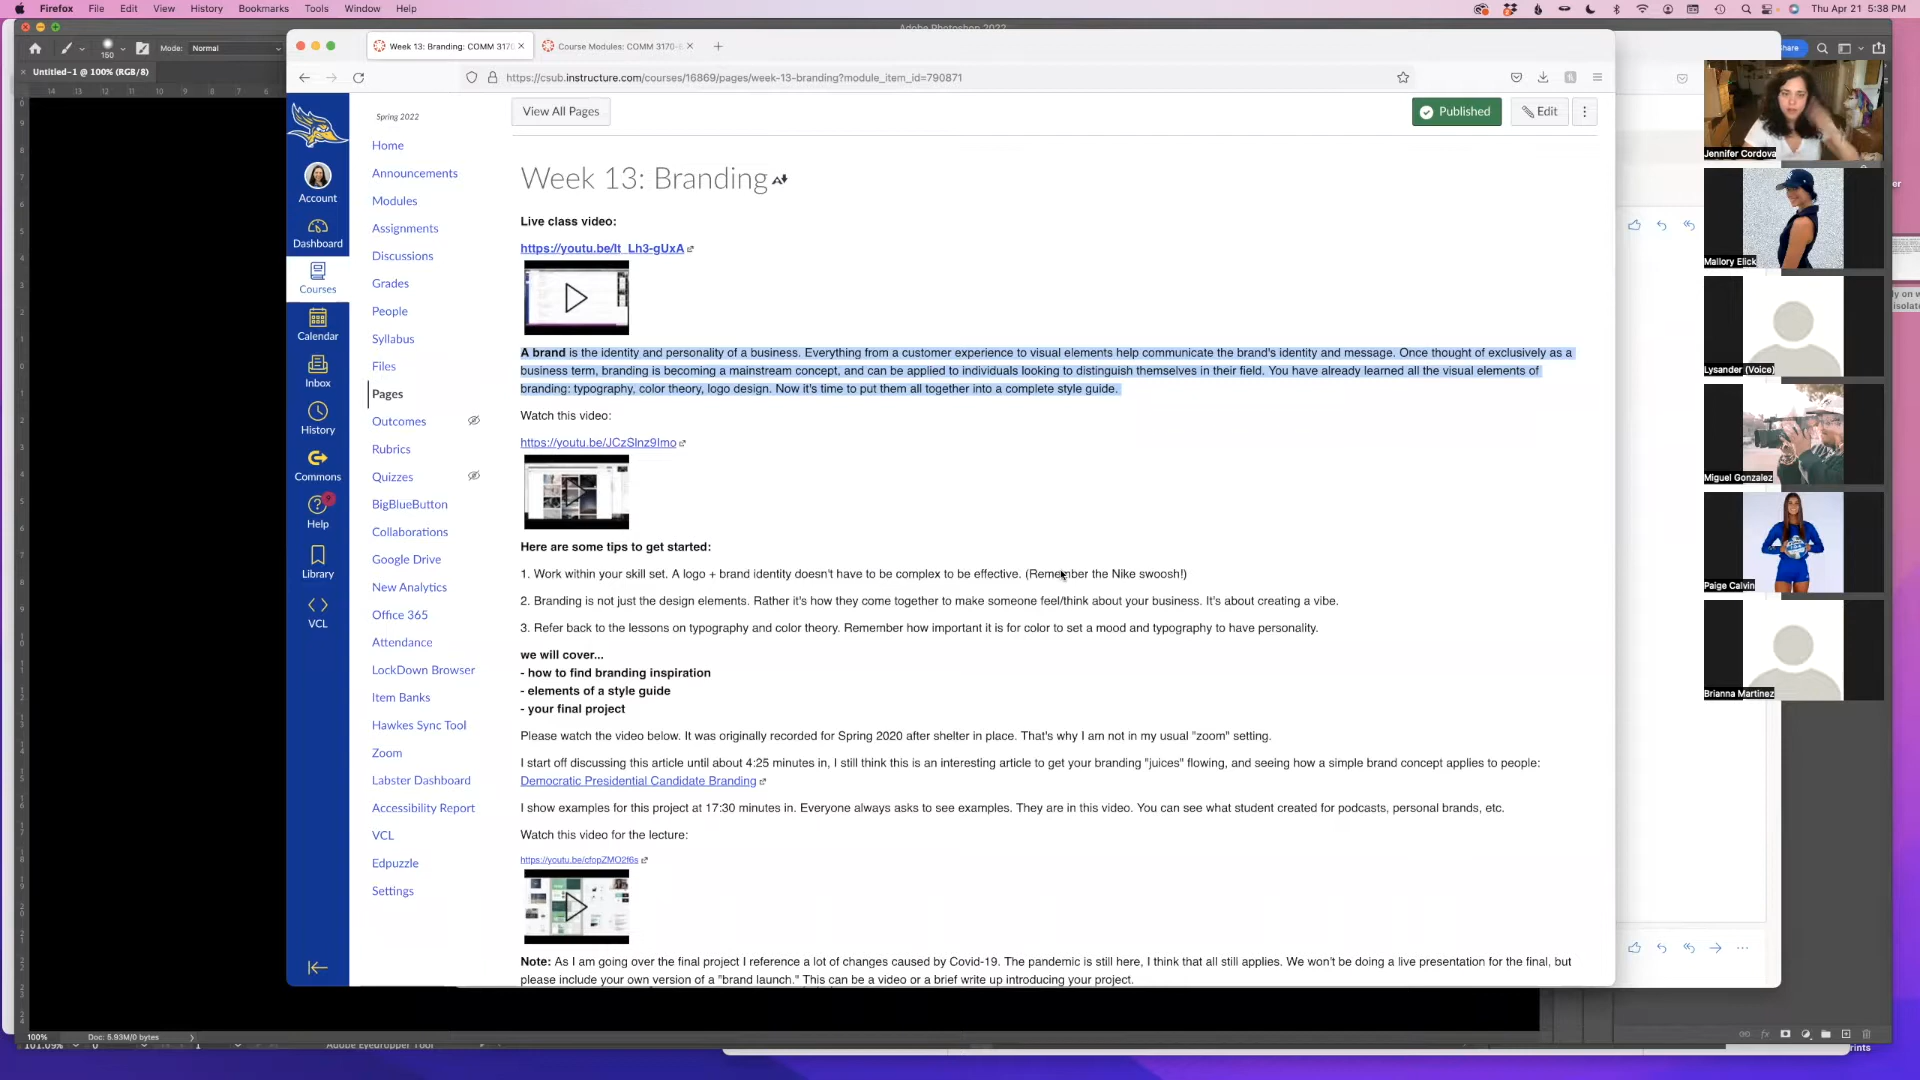 Firefox File Edit View History Bookmarks Tools Window Help
Thu Apr 21 5:38 PM
Adobe Photoshop 2022
150 Mode: Normal
Untitled-1 @ 100% (RGB/8)
14 13 12 11 10 9 8 7 6
Week 13: Branding: COMM 3170
Course Modules: COMM 3170-
https://csub.instructure.com/courses/16869/pages/week-13-branding?module_item_id=790871
Account
Dashboard
Courses
Calendar
Inbox
History
Commons
Help
Library
VCL
Spring 2022
Home
Announcements
Modules
Assignments
Discussions
Grades
People
Syllabus
Files
Pages
Outcomes
Rubrics
Quizzes
BigBlueButton
Collaborations
Google Drive
New Analytics
Office 365
Attendance
LockDown Browser
Item Banks
Hawkes Sync Tool
Zoom
Labster Dashboard
Accessibility Report
VCL
Edpuzzle
Settings
View All Pages
Published
Edit
Week 13: Branding
Live class video:
https://youtu.be/It_Lh3-gUxA
A brand is the identity and personality of a business. Everything from a customer experience to visual elements help communicate the brand's identity and message. Once thought of exclusively as a
business term, branding is becoming a mainstream concept, and can be applied to individuals looking to distinguish themselves in their field. You have already learned all the visual elements of
branding: typography, color theory, logo design. Now it's time to put them all together into a complete style guide.
Watch this video:
https://youtu.be/JCzSInz9Imo
Here are some tips to get started:
1. Work within your skill set. A logo + brand identity doesn't have to be complex to be effective. (Remember the Nike swoosh!)
2. Branding is not just the design elements. Rather it's how they come together to make someone feel/think about your business. It's about creating a vibe.
3. Refer back to the lessons on typography and color theory. Remember how important it is for color to set a mood and typography to have personality.
we will cover...
- how to find branding inspiration
- elements of a style guide
- your final project
Please watch the video below. It was originally recorded for Spring 2020 after shelter in place. That's why I am not in my usual "zoom" setting.
I start off discussing this article until about 4:25 minutes in, I still think this is an interesting article to get your branding "juices" flowing, and seeing how a simple brand concept applies to people:
Democratic Presidential Candidate Branding
I show examples for this project at 17:30 minutes in. Everyone always asks to see examples. They are in this video. You can see what student created for podcasts, personal brands, etc.
Watch this video for the lecture:
https://youtu.be/cfopZMO2f6s
Note: As I am going over the final project I reference a lot of changes caused by Covid-19. The pandemic is still here, I think that all still applies. We won't be doing a live presentation for the final, but
please include your own version of a "brand launch." This can be a video or a brief write up introducing your project.
Jennifer Cordova
Mallory Elick
Lysander (Voice)
Miguel Gonzalez
Paige Calvin
Brianna Martinez
100% Doc: 5.93M/0 bytes